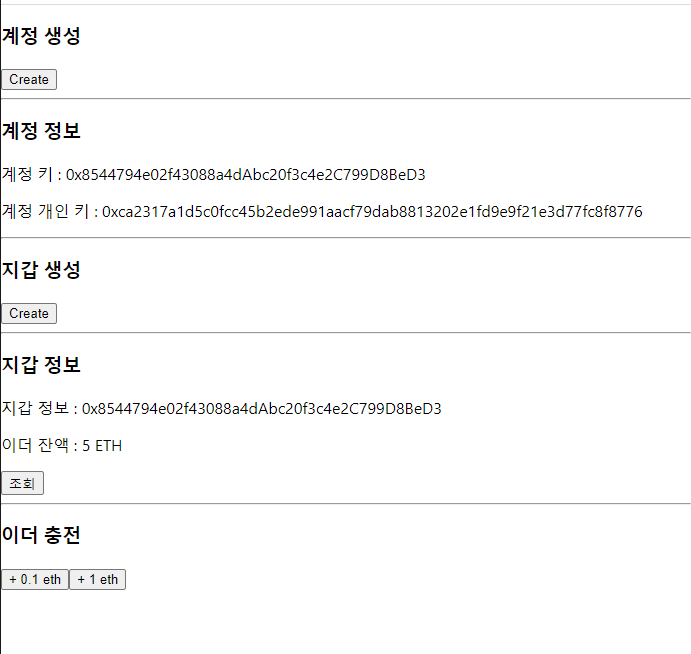 계정 생성
Create
계정 정보
계정 키 : 0x8544794e02f43088a4dAbc20f3c4e2C799D8BeD3
계정 개인 키 : 0xca2317a1d5c0fcc45b2ede991aacf79dab8813202e1fd9e9f21e3d77fc8f8776
지갑 생성
Create
지갑 정보
지갑 정보 : 0x8544794e02f43088a4dAbc20f3c4e2C799D8BeD3
이더 잔액 : 5 ETH
조회
이더 충전
+ 0.1 eth + 1 eth